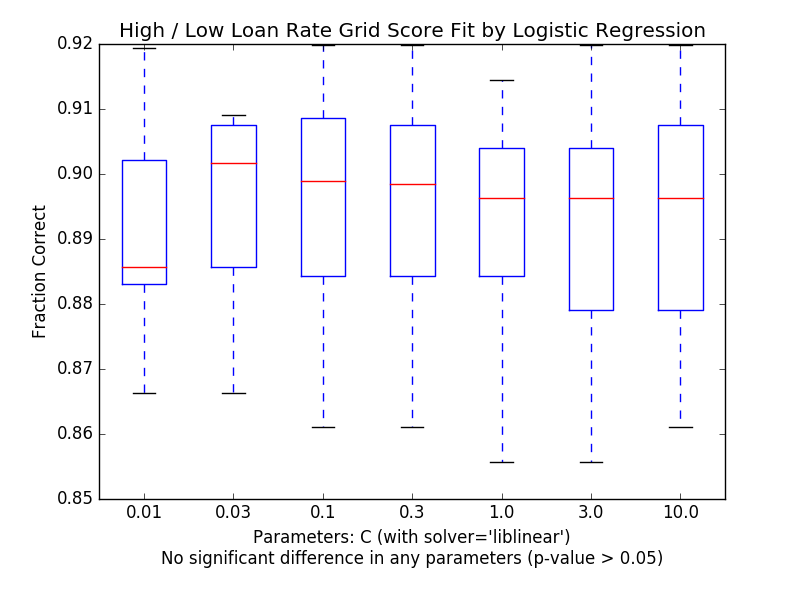 High / Low Loan Rate Grid Score Fit by Logistic Regression
0.92
0.91
0.90
0.89
0.88
0.87
0.86
0.85
Fraction Correct
0.01 0.03 0.1 0.3 1.0 3.0 10.0
Parameters: C (with solver='liblinear')
No significant difference in any parameters (p-value > 0.05)